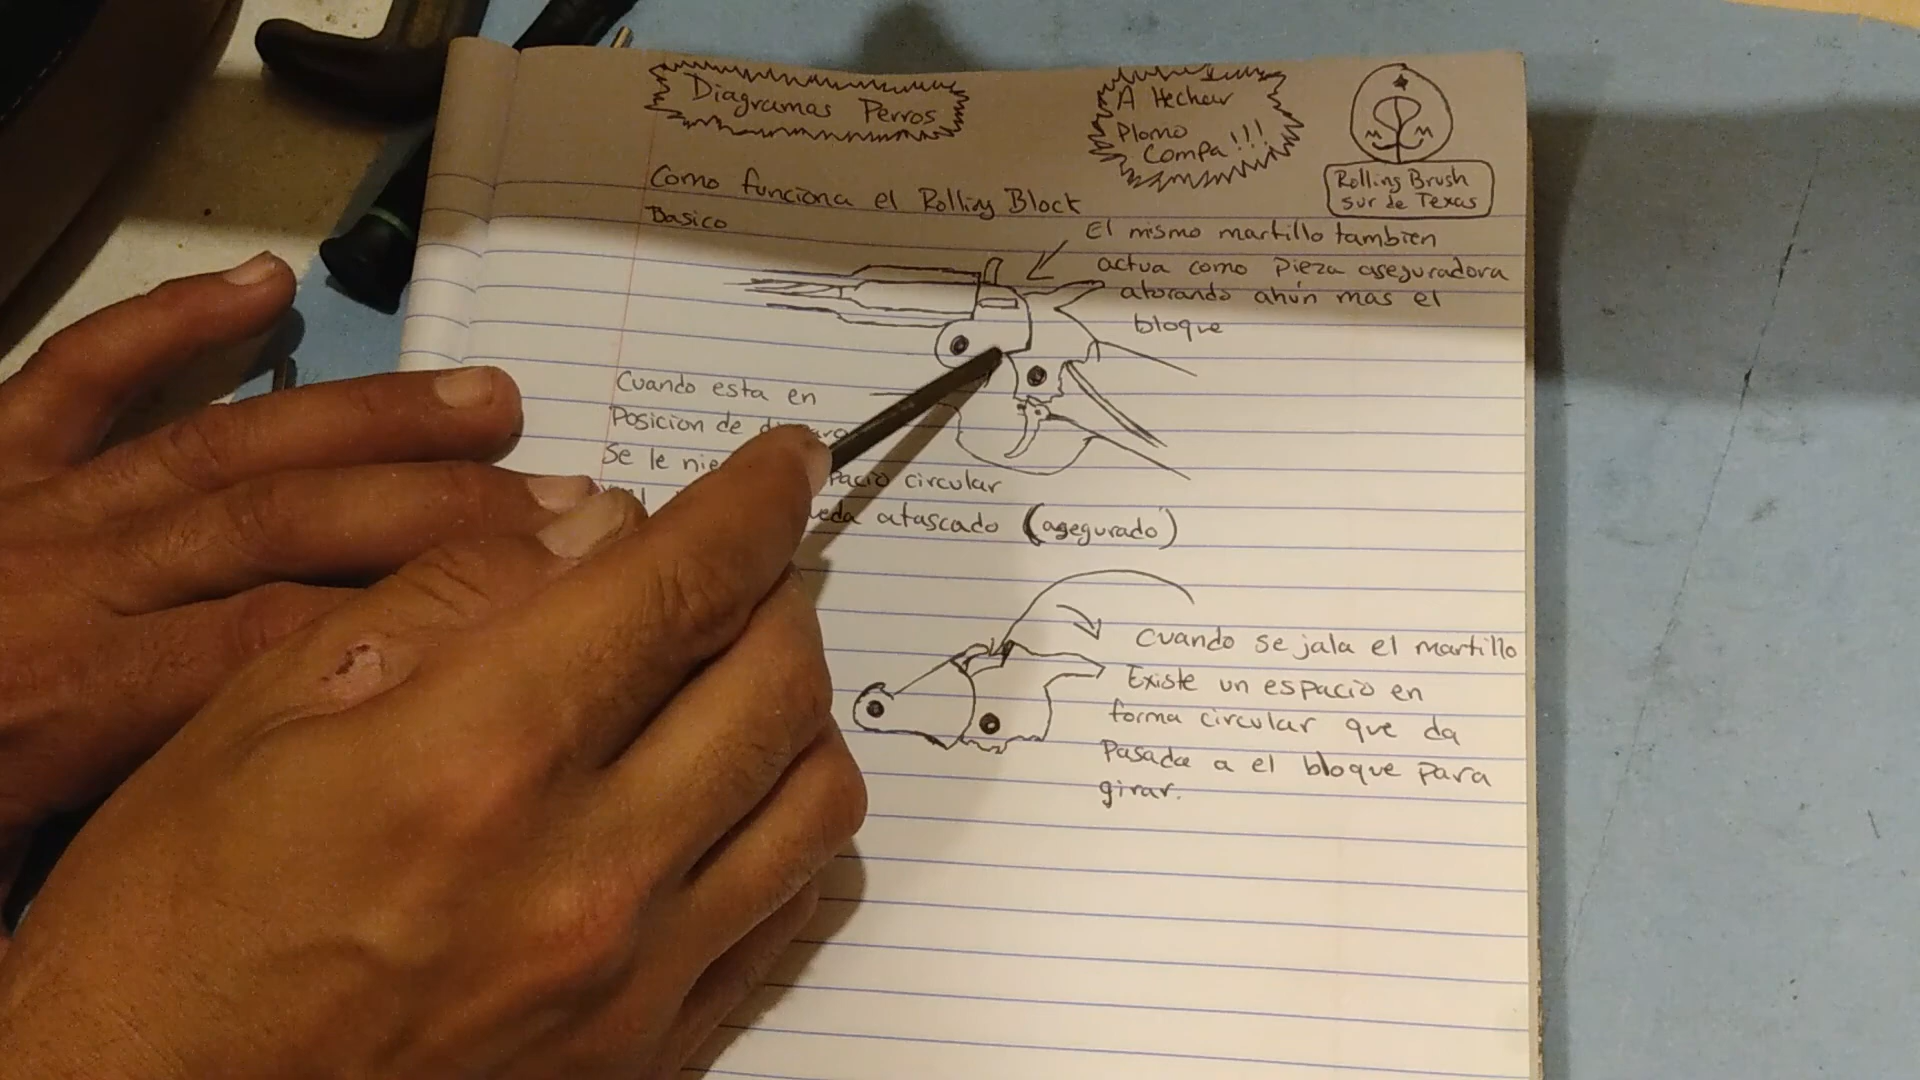 Diagramas Perros
A Hechar
Plomo
Compa!!!
Rolling Brush
Sur de Texas
Como funciona el Rolling Block
Basico
El mismo martillo tambien
actua como pieza aseguradora
atorando ahún mas el
bloque
Cuando esta en
Posicion de
Se le
circular
atascado (asegurado)
Cuando se jala el martillo
Existe un espacio en
forma circular que da
Pasada a el bloque para
girar.